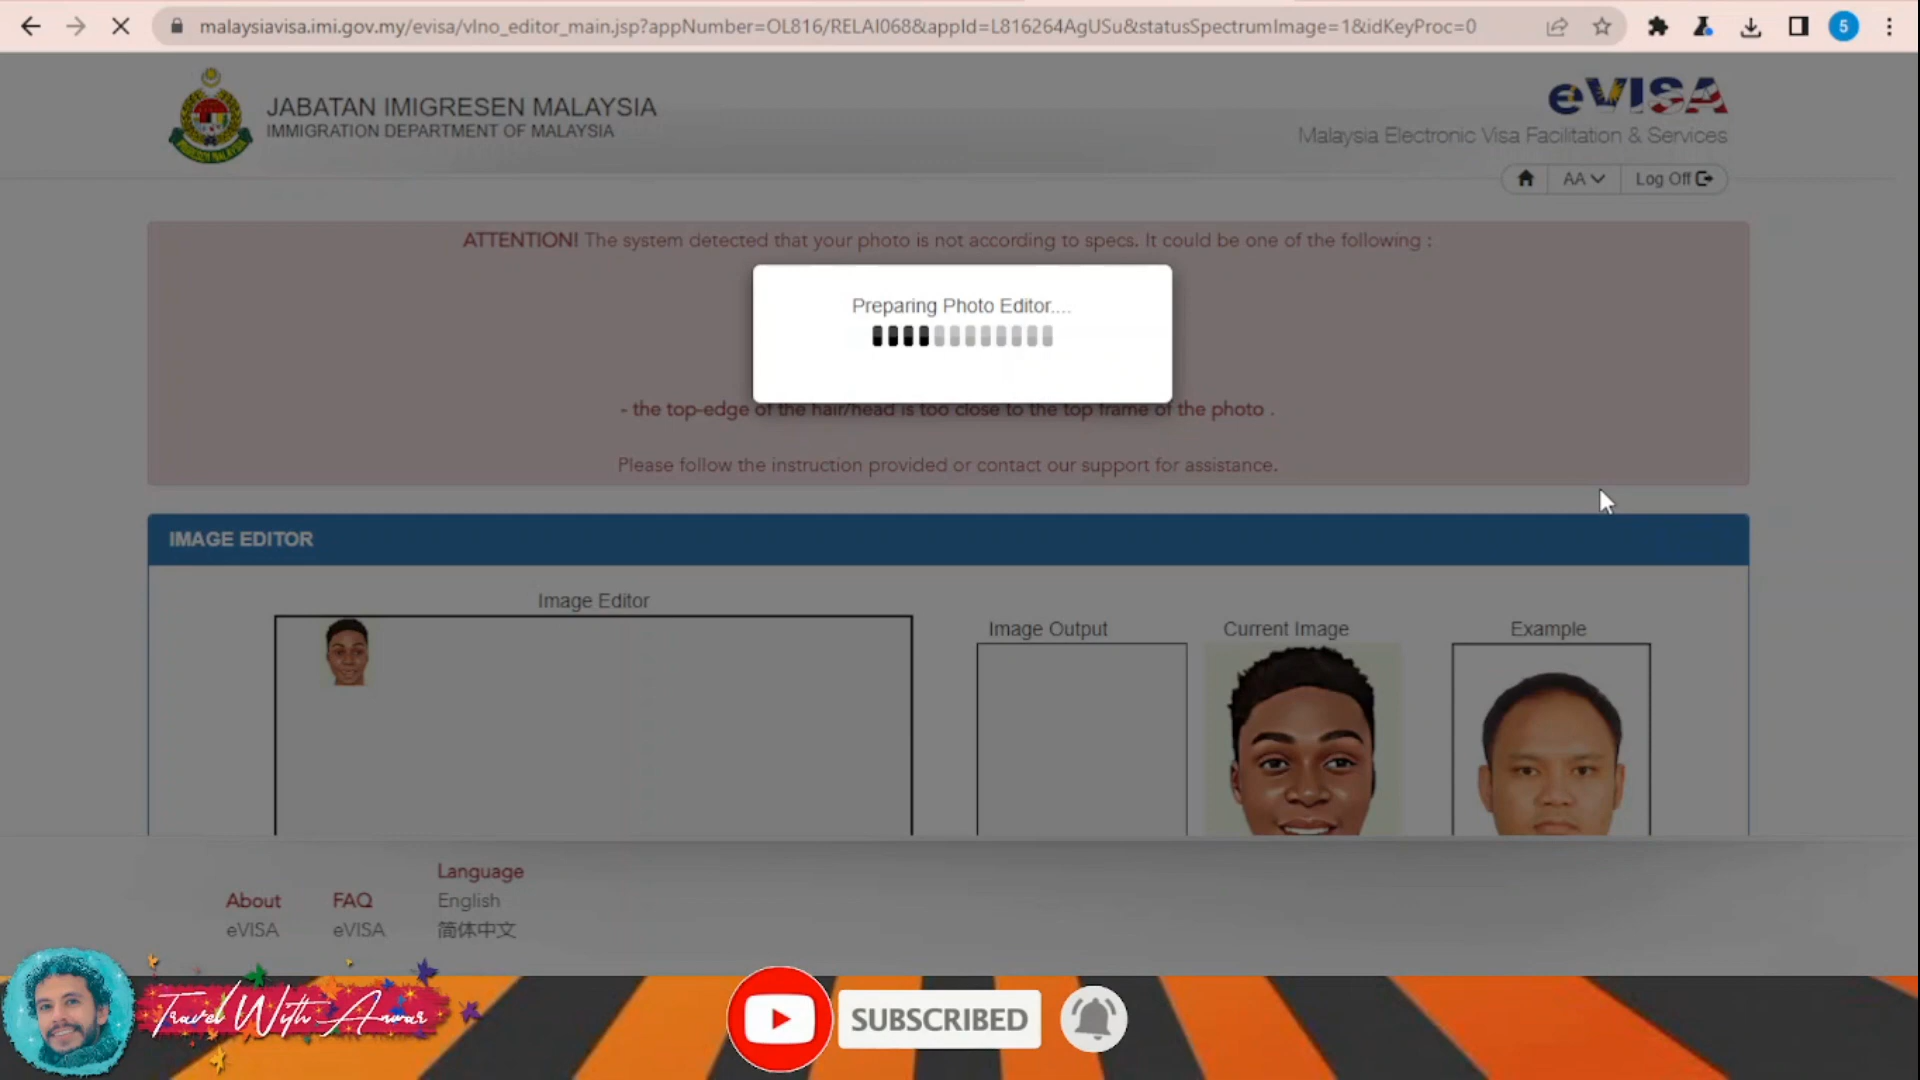 malaysiavisa.imi.gov.my/evisa/vlno_editor_main.jsp?appNumber=OL816/RELAI068&appId=L816264AgUSu&statusSpectrumImage=1&idKeyProc=0
5
JABATAN IMIGRESEN MALAYSIA
IMMIGRATION DEPARTMENT OF MALAYSIA
eVISA
Malaysia Electronic Visa Facilitation & Services
AA
Log Off
ATTENTION! The system detected that your photo is not according to specs. It could be one of the following :
Preparing Photo Editor....
- the top-edge of the hair/head is too close to the top frame of the photo .
Please follow the instruction provided or contact our support for assistance.
IMAGE EDITOR
Image Editor
Image Output
Current Image
Example
Language
About
FAQ
English
eVISA
eVISA
简体中文
Travel With Anwar
SUBSCRIBED